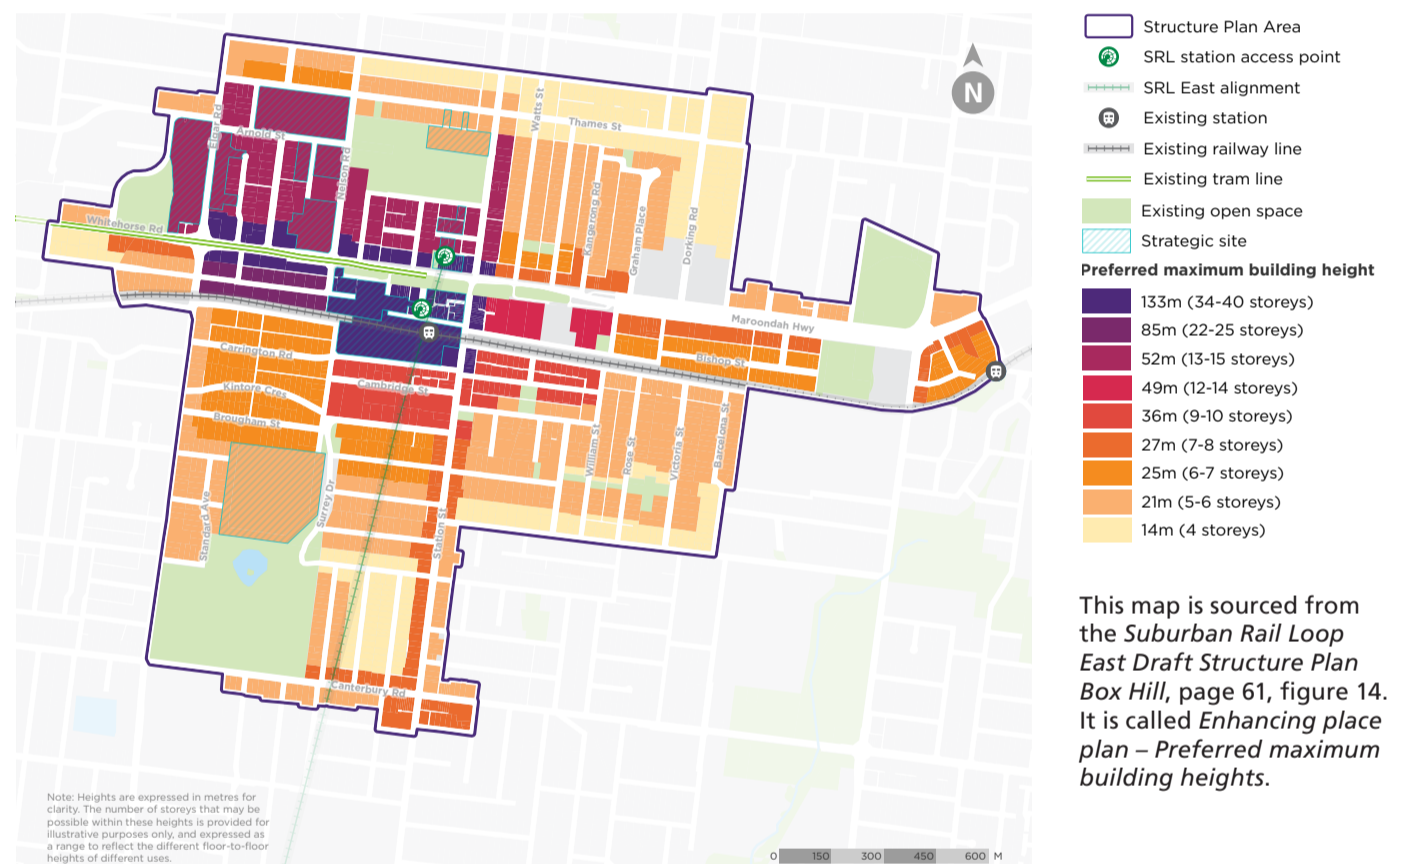 Structure Plan Area
SRL station access point
SRL East alignment
Existing station
Existing railway line
Existing tram line
Existing open space
Strategic site
Preferred maximum building height
133m (34-40 storeys)
85m (22-25 storeys)
52m (13-15 storeys)
49m (12-14 storeys)
36m (9-10 storeys)
27m (7-8 storeys)
25m (6-7 storeys)
21m (5-6 storeys)
14m (4 storeys)
This map is sourced from
the Suburban Rail Loop
East Draft Structure Plan
Box Hill, page 61, figure 14.
It is called Enhancing place
plan – Preferred maximum
building heights.
N
Elgar Rd
Arnold St
Nelson Rd
Watts St
Thames St
Whitehorse Rd
Kangerong Rd
Graham Place
Dorking Rd
Maroondah Hwy
Bishop St
Carrington Rd
Kintore Cres
Cambridge St
Brougham St
William St
Rose St
Victoria St
Barcelona St
Standard Ave
Surrey Dr
Station St
Canterbury Rd
Note: Heights are expressed in metres for
clarity. The number of storeys that may be
possible within these heights is provided for
illustrative purposes only, and expressed as
a range to reflect the different floor-to-floor
heights of different uses.
0 150 300 450 600 M